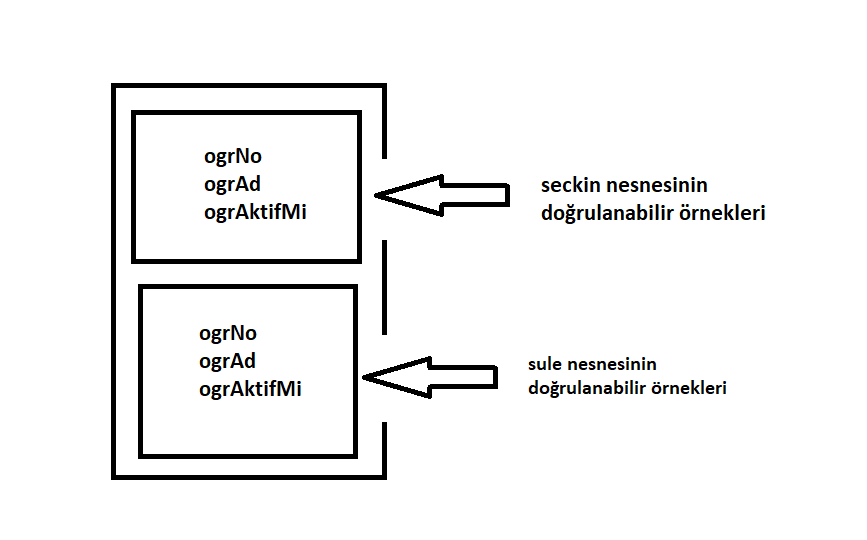 ogrNo
ogrAd
ogrAktifMi
seckin nesnesinin
doğrulanabilir örnekleri
ogrNo
ogrAd
ogrAktifMi
sule nesnesinin
doğrulanabilir örnekleri